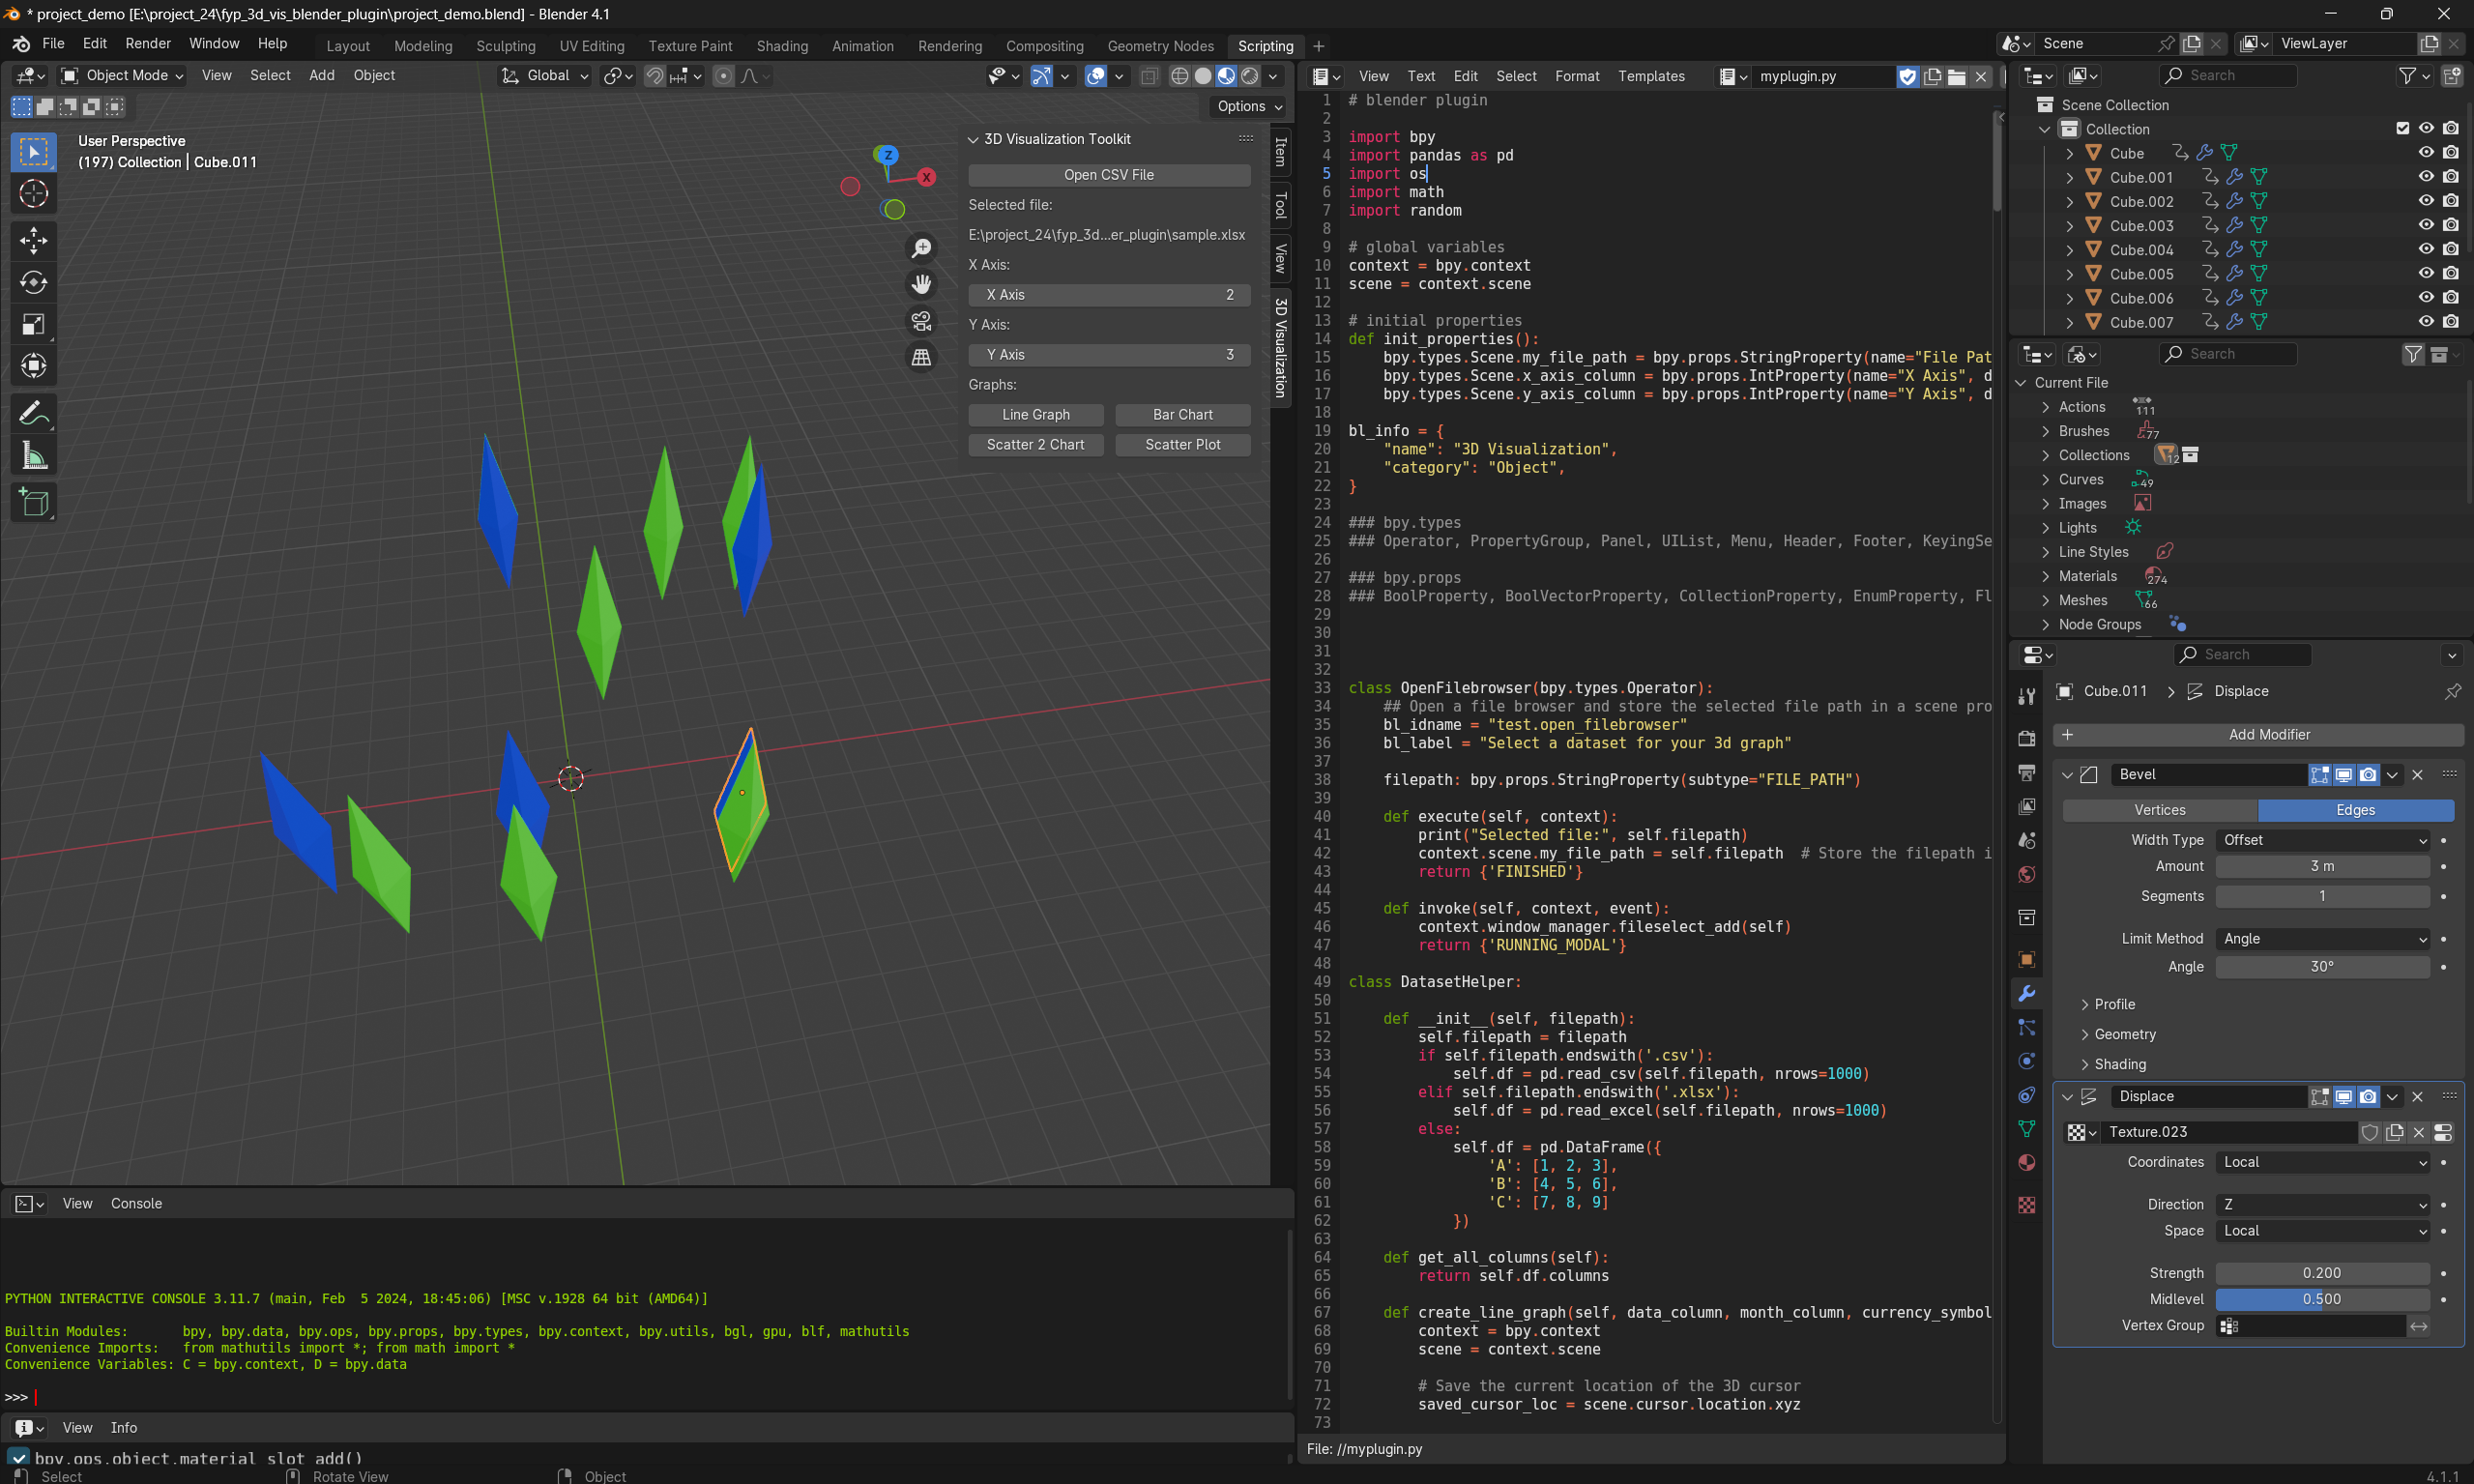 * project_demo [E:\project_24\fyp_3d_vis_blender_plugin\project_demo.blend] - Blender 4.1
File Edit Render Window Help Layout Modeling Sculpting UV Editing Texture Paint Shading Animation Rendering Compositing Geometry Nodes Scripting + Scene ViewLayer
Object Mode View Select Add Object Global
Options
User Perspective
(197) Collection | Cube.011
Z
X
3D Visualization Toolkit
Open CSV File
Selected file:
E:\project_24\fyp_3d...er_plugin\sample.xlsx
X Axis:
X Axis 2
Y Axis:
Y Axis 3
Graphs:
Line Graph Bar Chart
Scatter 2 Chart Scatter Plot
Item
Tool
View
3D Visualization
View Console
PYTHON INTERACTIVE CONSOLE 3.11.7 (main, Feb  5 2024, 18:45:06) [MSC v.1928 64 bit (AMD64)]
Builtin Modules:       bpy, bpy.data, bpy.ops, bpy.props, bpy.types, bpy.context, bpy.utils, bgl, gpu, blf, mathutils
Convenience Imports:   from mathutils import *; from math import *
Convenience Variables: C = bpy.context, D = bpy.data
>>>
View Info
bpy.ops.object.material_slot_add()
Select Rotate View Object
View Text Edit Select Format Templates myplugin.py
1 # blender plugin
2
3 import bpy
4 import pandas as pd
5 import os
6 import math
7 import random
8
9 # global variables
10 context = bpy.context
11 scene = context.scene
12
13 # initial properties
14 def init_properties():
15     bpy.types.Scene.my_file_path = bpy.props.StringProperty(name="File Pat
16     bpy.types.Scene.x_axis_column = bpy.props.IntProperty(name="X Axis", d
17     bpy.types.Scene.y_axis_column = bpy.props.IntProperty(name="Y Axis", d
18
19 bl_info = {
20     "name": "3D Visualization",
21     "category": "Object",
22 }
23
24 ### bpy.types
25 ### Operator, PropertyGroup, Panel, UIList, Menu, Header, Footer, KeyingSe
26
27 ### bpy.props
28 ### BoolProperty, BoolVectorProperty, CollectionProperty, EnumProperty, Fl
29
30
31
32
33 class OpenFilebrowser(bpy.types.Operator):
34     ## Open a file browser and store the selected file path in a scene pro
35     bl_idname = "test.open_filebrowser"
36     bl_label = "Select a dataset for your 3d graph"
37
38     filepath: bpy.props.StringProperty(subtype="FILE_PATH")
39
40     def execute(self, context):
41         print("Selected file:", self.filepath)
42         context.scene.my_file_path = self.filepath  # Store the filepath i
43         return {'FINISHED'}
44
45     def invoke(self, context, event):
46         context.window_manager.fileselect_add(self)
47         return {'RUNNING_MODAL'}
48
49 class DatasetHelper:
50
51     def __init__(self, filepath):
52         self.filepath = filepath
53         if self.filepath.endswith('.csv'):
54             self.df = pd.read_csv(self.filepath, nrows=1000)
55         elif self.filepath.endswith('.xlsx'):
56             self.df = pd.read_excel(self.filepath, nrows=1000)
57         else:
58             self.df = pd.DataFrame({
59                 'A': [1, 2, 3],
60                 'B': [4, 5, 6],
61                 'C': [7, 8, 9]
62             })
63
64     def get_all_columns(self):
65         return self.df.columns
66
67     def create_line_graph(self, data_column, month_column, currency_symbol
68         context = bpy.context
69         scene = context.scene
70
71         # Save the current location of the 3D cursor
72         saved_cursor_loc = scene.cursor.location.xyz
73
File: //myplugin.py
Search
Scene Collection
Collection
Cube
Cube.001
Cube.002
Cube.003
Cube.004
Cube.005
Cube.006
Cube.007
Search
Current File
Actions 111
Brushes 77
Collections 12
Curves 49
Images
Lights
Line Styles
Materials 274
Meshes 66
Node Groups
Search
Cube.011 > Displace
+ Add Modifier
Bevel
Vertices Edges
Width Type Offset
Amount 3 m
Segments 1
Limit Method Angle
Angle 30°
Profile
Geometry
Shading
Displace
Texture.023
Coordinates Local
Direction Z
Space Local
Strength 0.200
Midlevel 0.500
Vertex Group
4.1.1